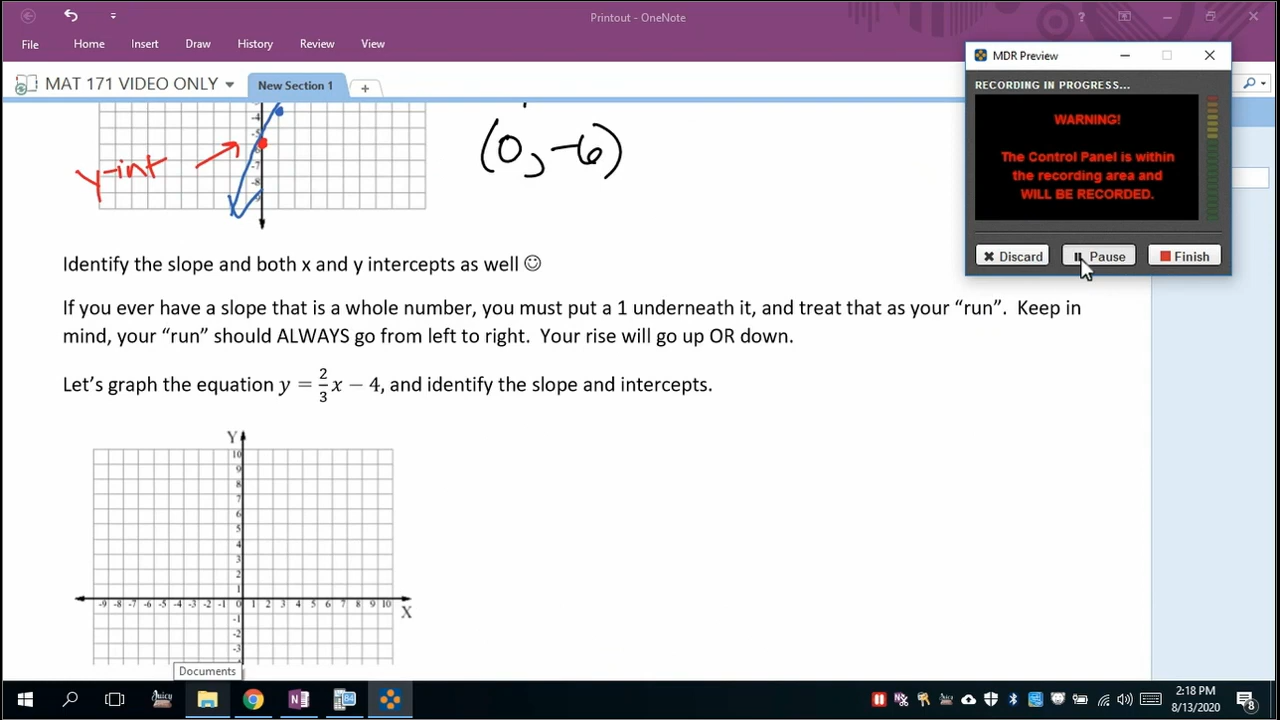 Printout - OneNote
?
File
Home
Insert
Draw
History
Review
View
MAT 171 VIDEO ONLY
New Section 1
+
MDR Preview
RECORDING IN PROGRESS...
WARNING!
The Control Panel is within
the recording area and
WILL BE RECORDED.
Discard
Pause
Finish
-4
-5
-7
-8
y-int
(0, -6)
Identify the slope and both x and y intercepts as well ☺
If you ever have a slope that is a whole number, you must put a 1 underneath it, and treat that as your “run”. Keep in
mind, your “run” should ALWAYS go from left to right. Your rise will go up OR down.
Let’s graph the equation y = 2/3 x − 4, and identify the slope and intercepts.
Y
10
9
8
7
6
5
4
3
2
1
-9 -8 -7 -6 -5 -4 -3 -2 -1 0 1 2 3 4 5 6 7 8 9 10
X
-1
-2
-3
Documents
Juicy
2:18 PM
8/13/2020
8